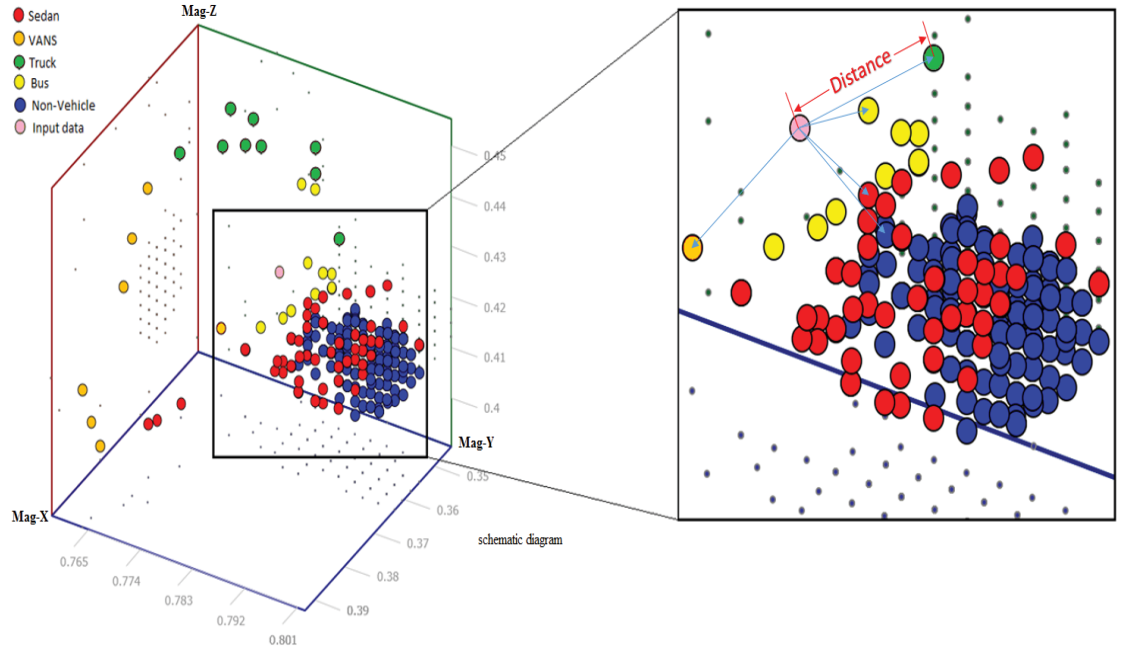 Mag-Z
Sedan
VANS
Truck
Bus
Non-Vehicle
Input data
Distance
0.45
0.44
0.43
0.42
0.41
0.4
Mag-Y
0.35
0.36
0.37
0.38
0.39
Mag-X
schematic diagram
0.765
0.774
0.783
0.792
0.801